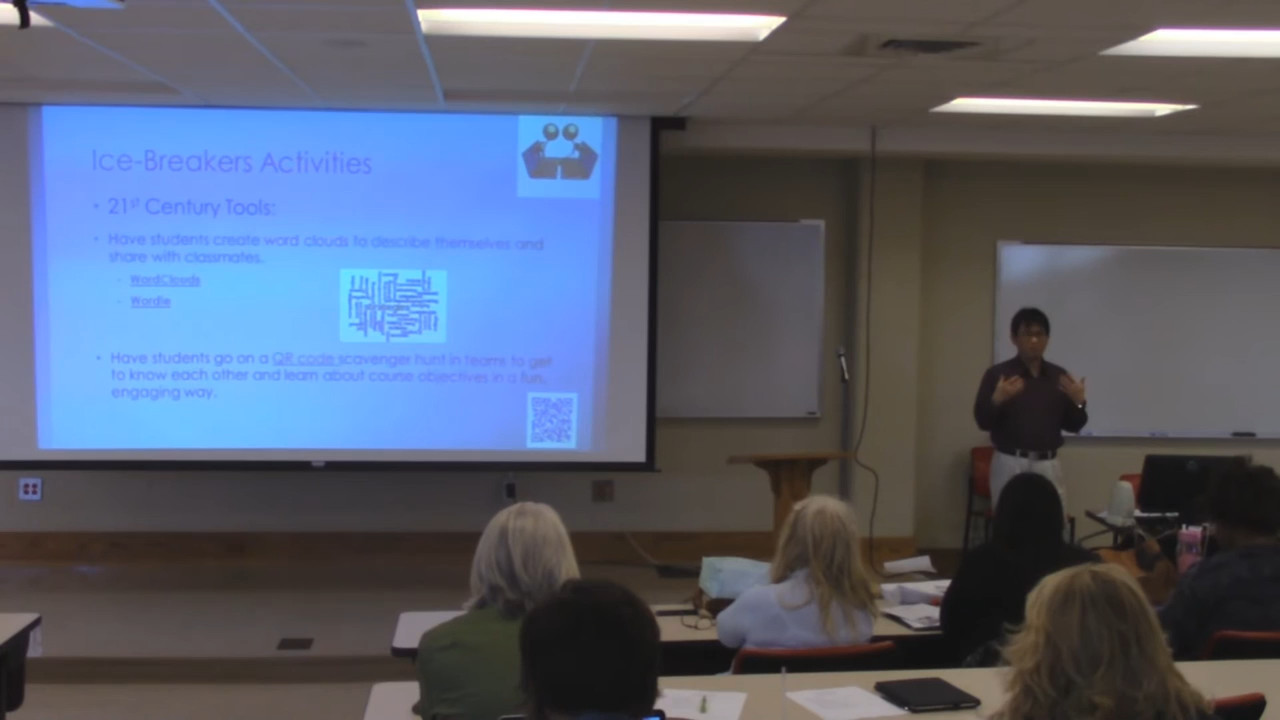 Ice-Breakers Activities
21st Century Tools:
Have students create word clouds to describe themselves and
share with classmates.
WordClouds
Wordle
Have students go on a QR code scavenger hunt in teams to get
to know each other and learn about course objectives in a fun,
engaging way.